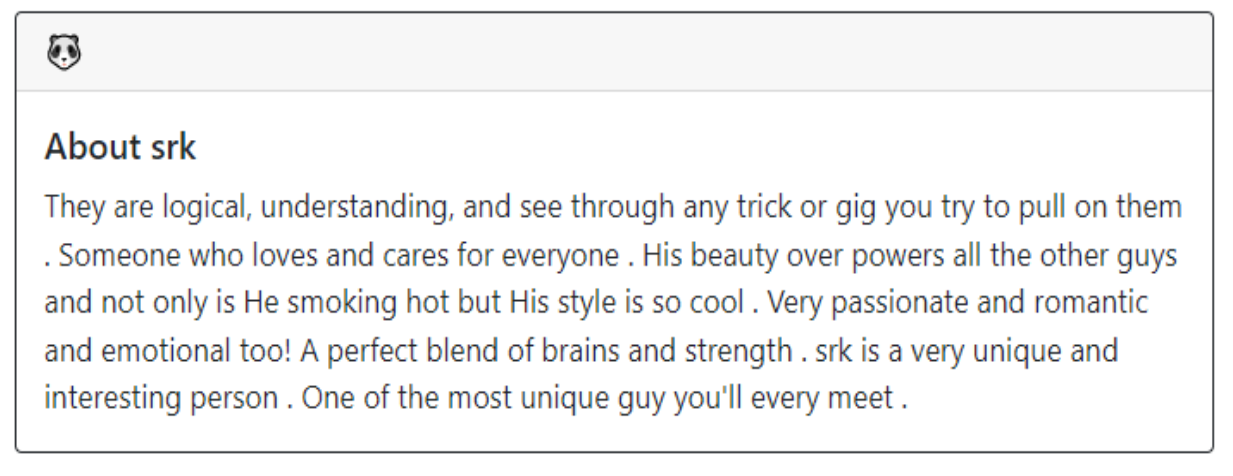 About srk
They are logical, understanding, and see through any trick or gig you try to pull on them
. Someone who loves and cares for everyone . His beauty over powers all the other guys
and not only is He smoking hot but His style is so cool . Very passionate and romantic
and emotional too! A perfect blend of brains and strength . srk is a very unique and
interesting person . One of the most unique guy you'll every meet .